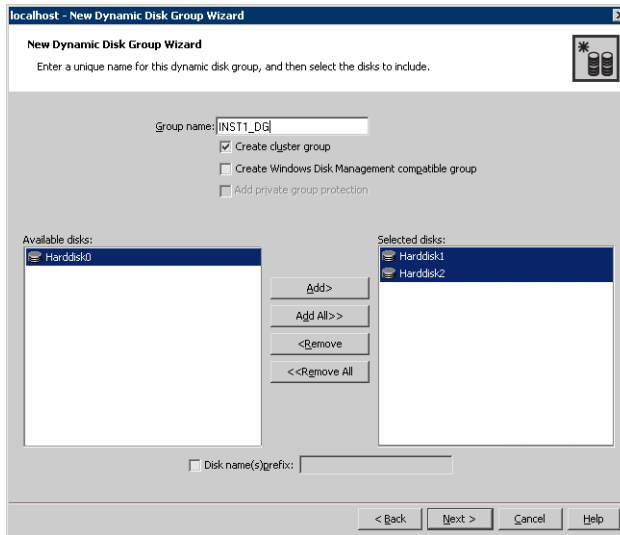 localhost - New Dynamic Disk Group Wizard
New Dynamic Disk Group Wizard
Enter a unique name for this dynamic disk group, and then select the disks to include.
Group name: INST1_DG
Create cluster group
Create Windows Disk Management compatible group
Add private group protection
Available disks:
Harddisk0
Selected disks:
Harddisk1
Harddisk2
Add>
Add All>>
<Remove
<<Remove All
Disk name(s)prefix:
< Back
Next >
Cancel
Help